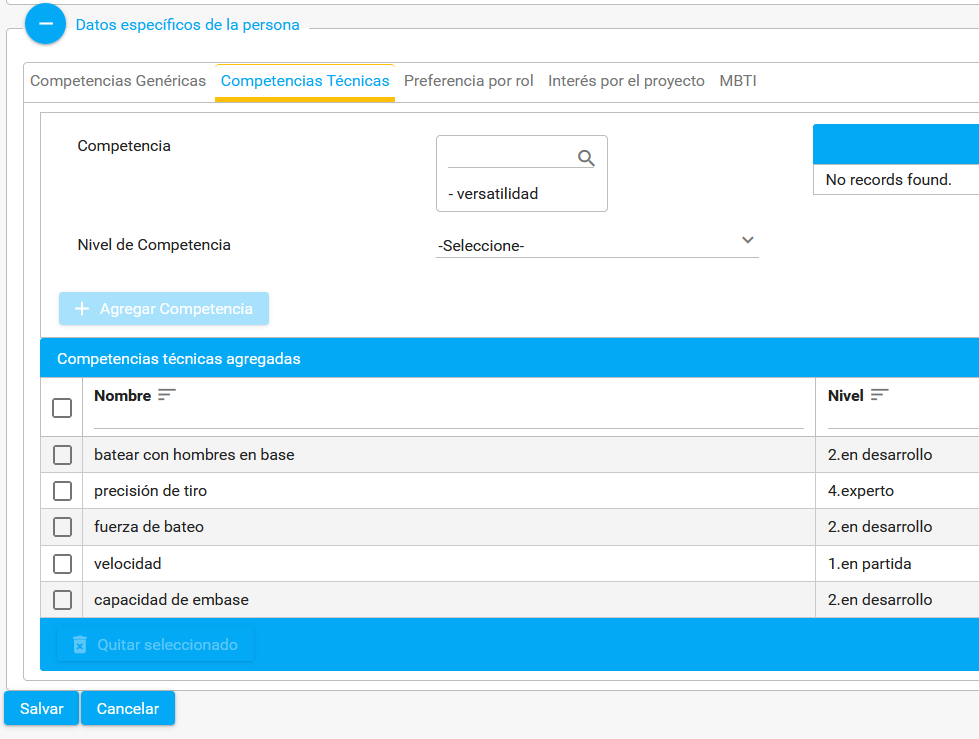 Datos específicos de la persona
Competencias Genéricas Competencias Técnicas Preferencia por rol Interés por el proyecto MBTI
Competencia
- versatilidad
No records found.
Nivel de Competencia
-Seleccione-
Agregar Competencia
Competencias técnicas agregadas
Nombre Nivel
batear con hombres en base 2.en desarrollo
precisión de tiro 4.experto
fuerza de bateo 2.en desarrollo
velocidad 1.en partida
capacidad de embase 2.en desarrollo
Quitar seleccionado
Salvar Cancelar